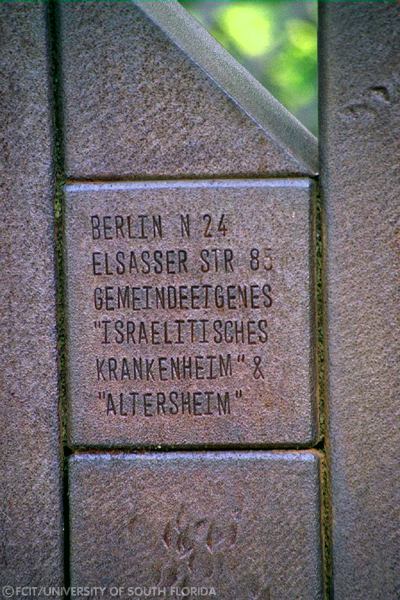 BERLIN N 24
ELSASSER STR 85
GEMEINDEETGENES
"ISRAELITISCHES
KRANKENHEIM" &
"ALTERSHEIM"
©FCIT/UNIVERSITY OF SOUTH FLORIDA